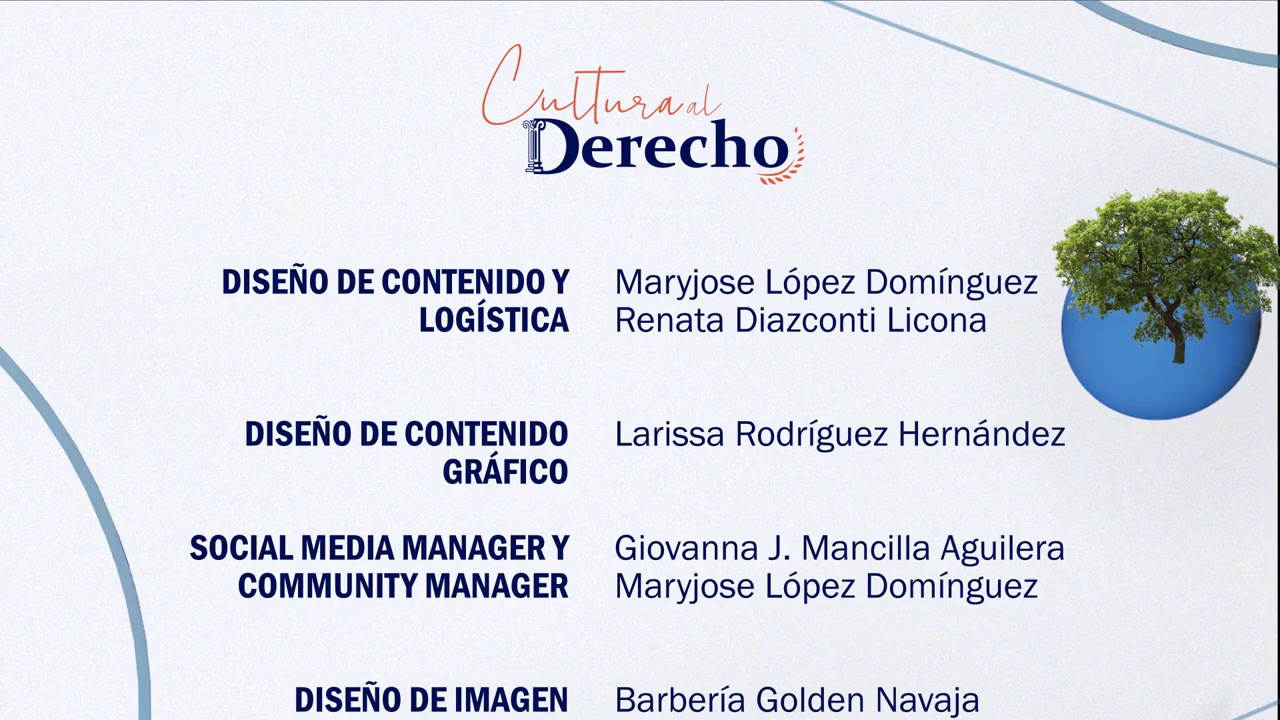 Cultura al
Derecho
DISEÑO DE CONTENIDO Y Maryjose López Domínguez
LOGÍSTICA Renata Diazconti Licona
DISEÑO DE CONTENIDO Larissa Rodríguez Hernández
GRÁFICO
SOCIAL MEDIA MANAGER Y Giovanna J. Mancilla Aguilera
COMMUNITY MANAGER Maryjose López Domínguez
DISEÑO DE IMAGEN Barbería Golden Navaja